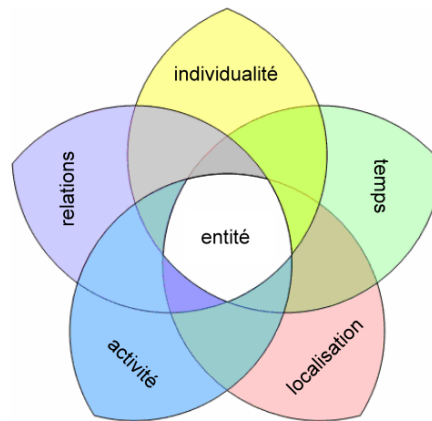 individualité
relations
temps
entité
activité
localisation